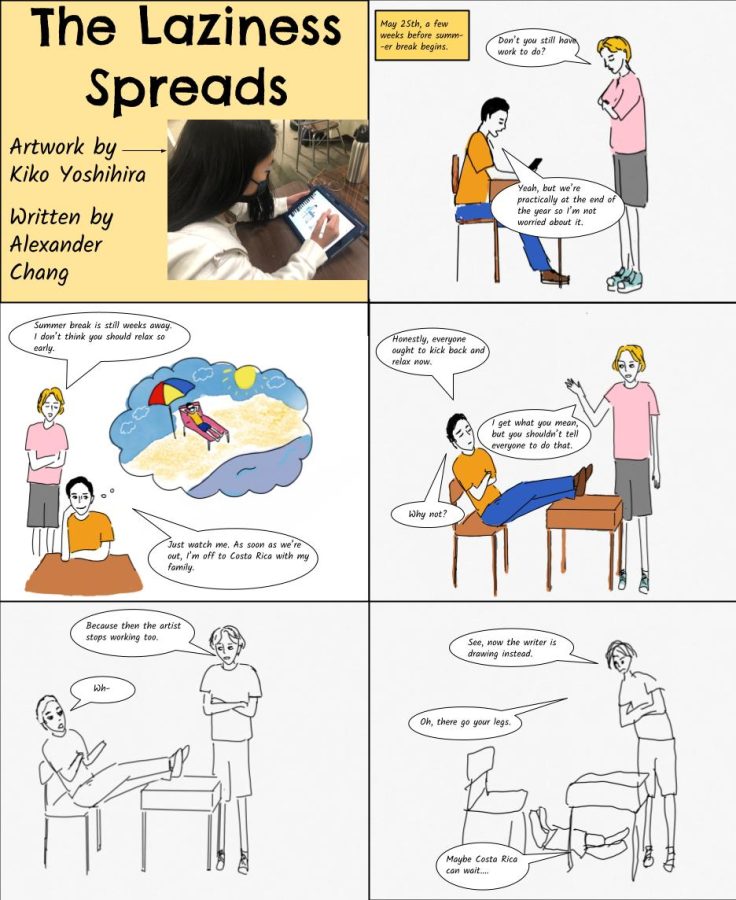 The Laziness
Spreads
Artwork by
Kiko Yoshihira
Written by
Alexander
Chang
May 25th, a few
weeks before summ-
-er break begins.
Don't you still have
work to do?
Yeah, but we're
practically at the end of
the year so I'm not
worried about it.
Summer break is still weeks away.
I don't think you should relax so
early.
Just watch me. As soon as we're
out, I'm off to Costa Rica with my
family.
Honestly, everyone
ought to kick back and
relax now.
I get what you mean,
but you shouldn't tell
everyone to do that.
Why not?
Because then the artist
stops working too.
Wh-
See, now the writer is
drawing instead.
Oh, there go your legs.
Maybe Costa Rica
can wait....